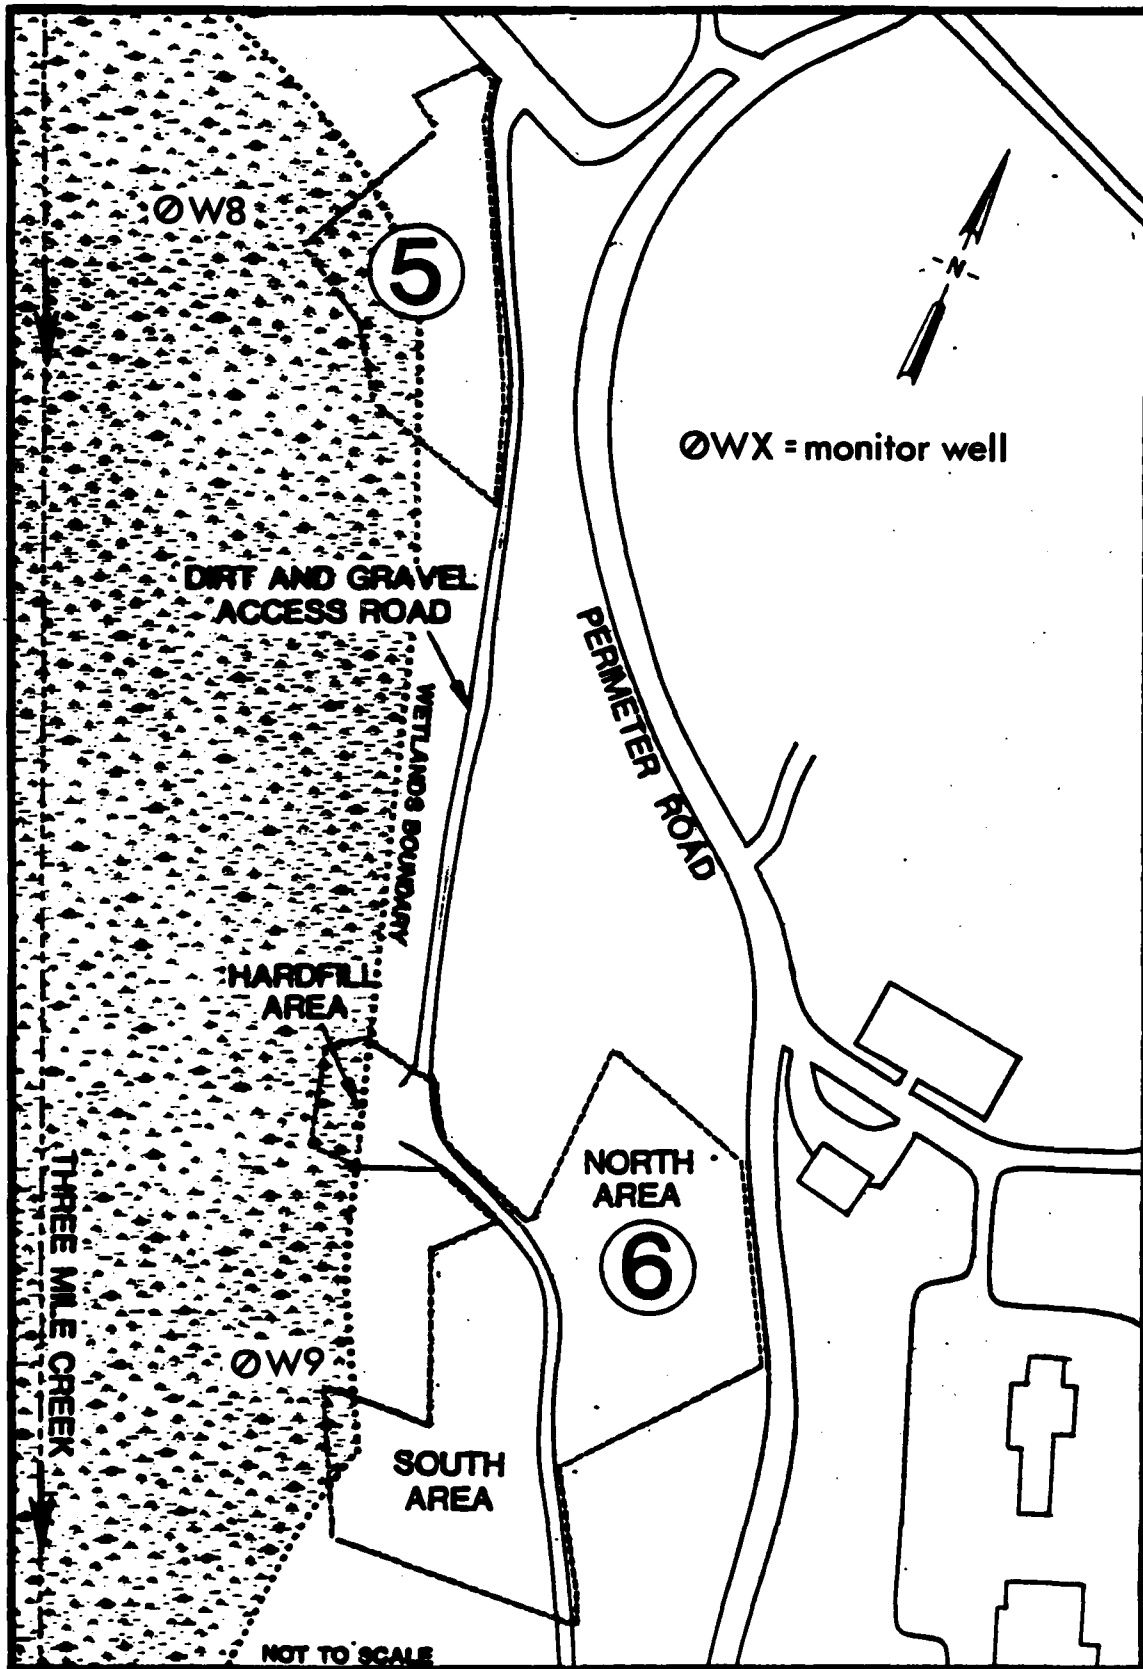 ØW8
5
N
ØWX = monitor well
DIRT AND GRAVEL
ACCESS ROAD
PERIMETER ROAD
WETLANDS BOUNDARY
HARDFILL
AREA
NORTH
AREA
6
THREE MILE CREEK
ØW9
SOUTH
AREA
NOT TO SCALE